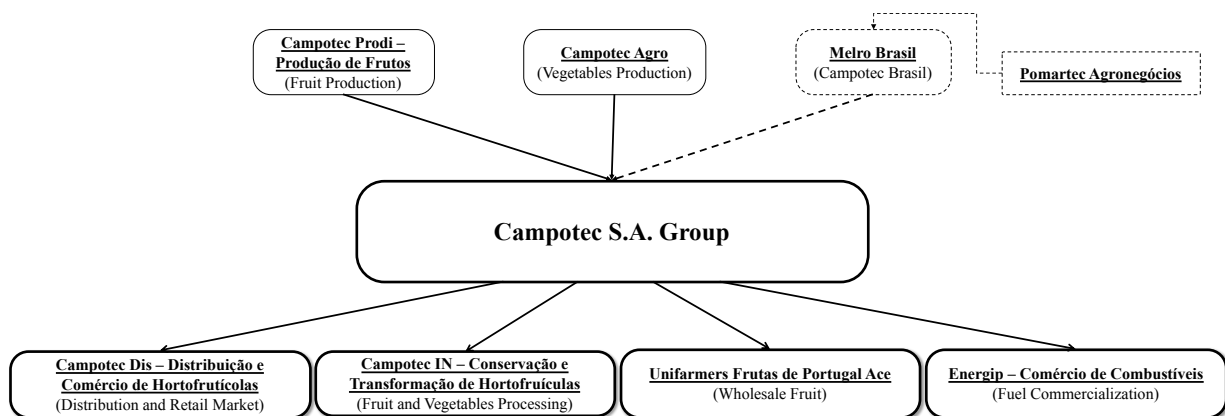 Campotec Prodi –
Produção de Frutos
(Fruit Production)
Campotec Agro
(Vegetables Production)
Melro Brasil
(Campotec Brasil)
Pomartec Agronegócios
Campotec S.A. Group
Campotec Dis – Distribuição e
Comércio de Hortofrutícolas
(Distribution and Retail Market)
Campotec IN – Conservação e
Transformação de Hortofruículas
(Fruit and Vegetables Processing)
Unifarmers Frutas de Portugal Ace
(Wholesale Fruit)
Energip – Comércio de Combustíveis
(Fuel Commercialization)